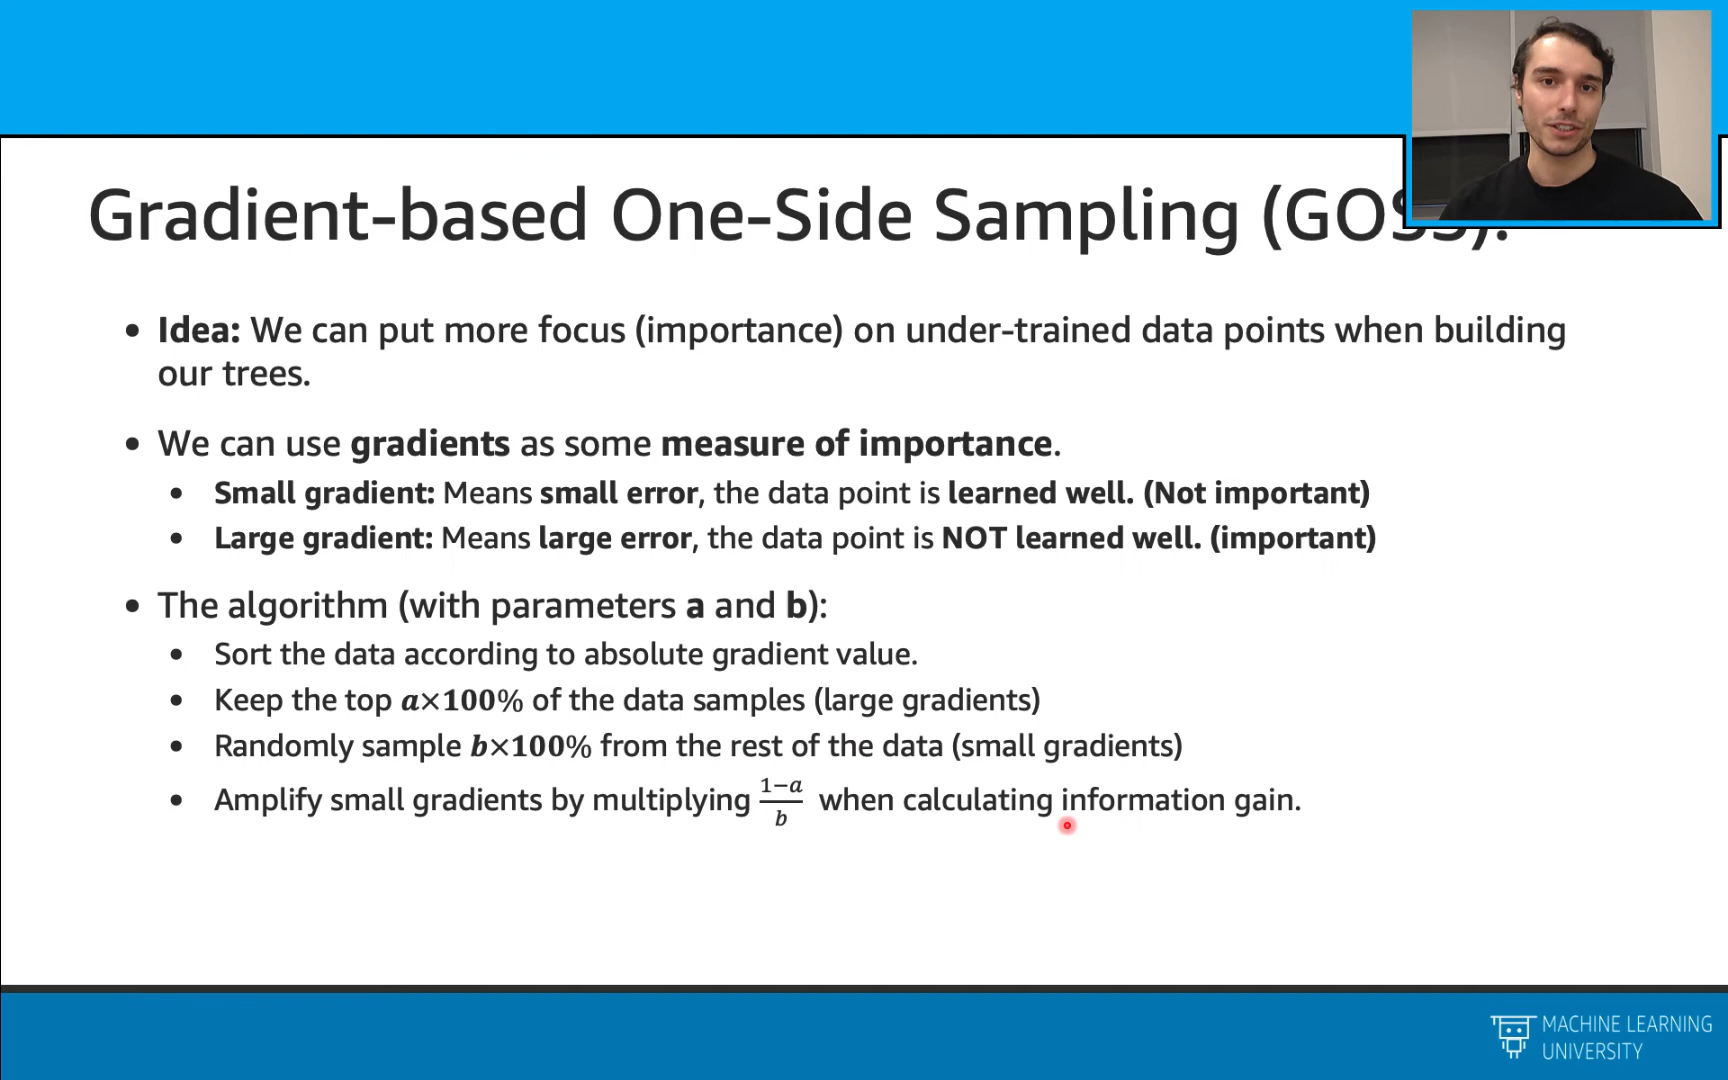 Gradient-based One-Side Sampling (GOSS):
• Idea: We can put more focus (importance) on under-trained data points when building
our trees.
• We can use gradients as some measure of importance.
• Small gradient: Means small error, the data point is learned well. (Not important)
• Large gradient: Means large error, the data point is NOT learned well. (important)
• The algorithm (with parameters a and b):
• Sort the data according to absolute gradient value.
• Keep the top a×100% of the data samples (large gradients)
• Randomly sample b×100% from the rest of the data (small gradients)
• Amplify small gradients by multiplying (1−a)/b when calculating information gain.
MACHINE LEARNING
UNIVERSITY